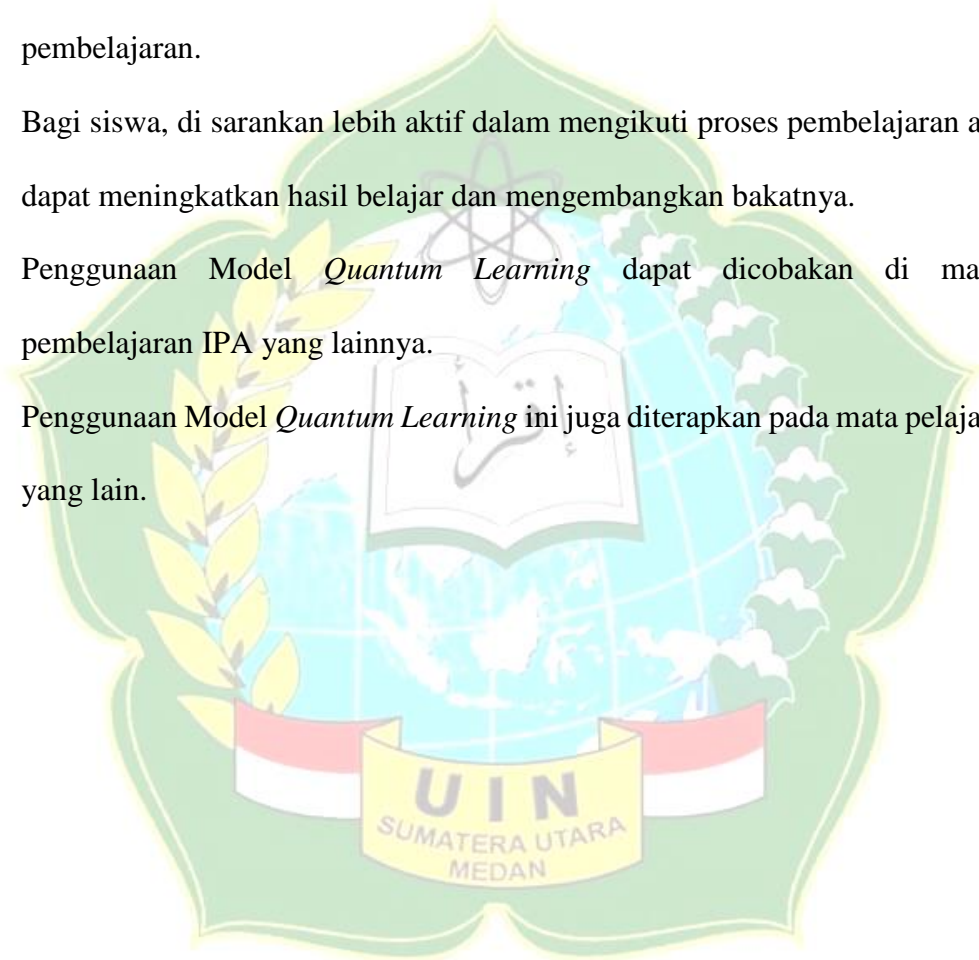 pembelajaran.
Bagi siswa, di sarankan lebih aktif dalam mengikuti proses pembelajaran a
dapat meningkatkan hasil belajar dan mengembangkan bakatnya.
Penggunaan Model Quantum Learning dapat dicobakan di ma
pembelajaran IPA yang lainnya.
Penggunaan Model Quantum Learning ini juga diterapkan pada mata pelaja
yang lain.
إقرأ
UIN
SUMATERA UTARA
MEDAN